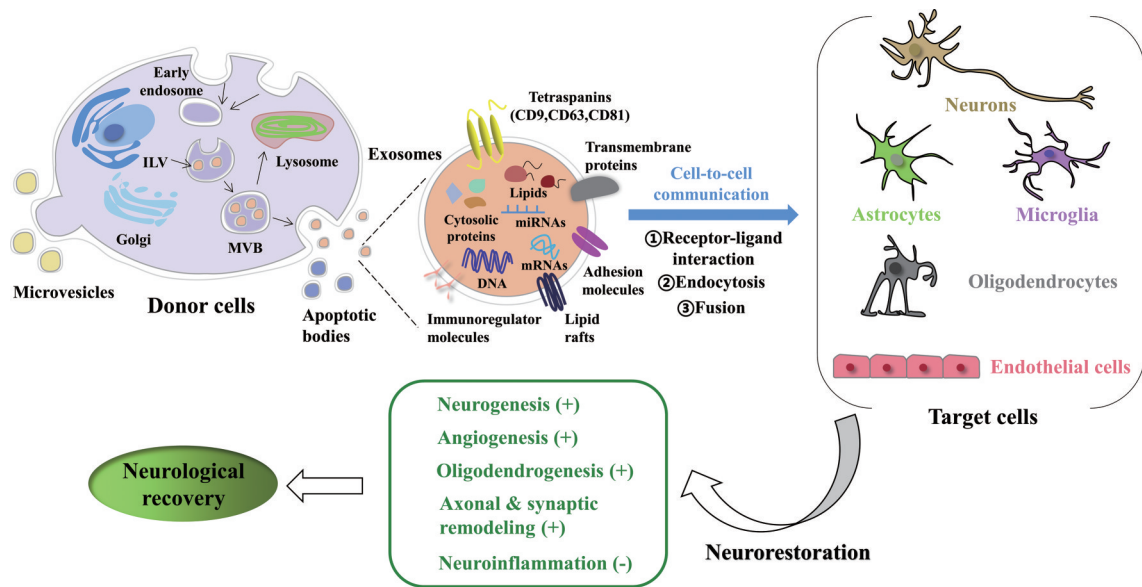 Early
endosome
ILV
Lysosome
Golgi
MVB
Microvesicles
Donor cells
Apoptotic
bodies
Exosomes
Tetraspanins
(CD9,CD63,CD81)
Transmembrane
proteins
Lipids
Cytosolic
proteins
miRNAs
mRNAs
DNA
Adhesion
molecules
Immunoregulator
molecules
Lipid
rafts
Cell-to-cell
communication
①Receptor-ligand
interaction
②Endocytosis
③Fusion
Neurons
Astrocytes
Microglia
Oligodendrocytes
Endothelial cells
Target cells
Neurorestoration
Neurogenesis (+)
Angiogenesis (+)
Oligodendrogenesis (+)
Axonal & synaptic
remodeling (+)
Neuroinflammation (-)
Neurological
recovery